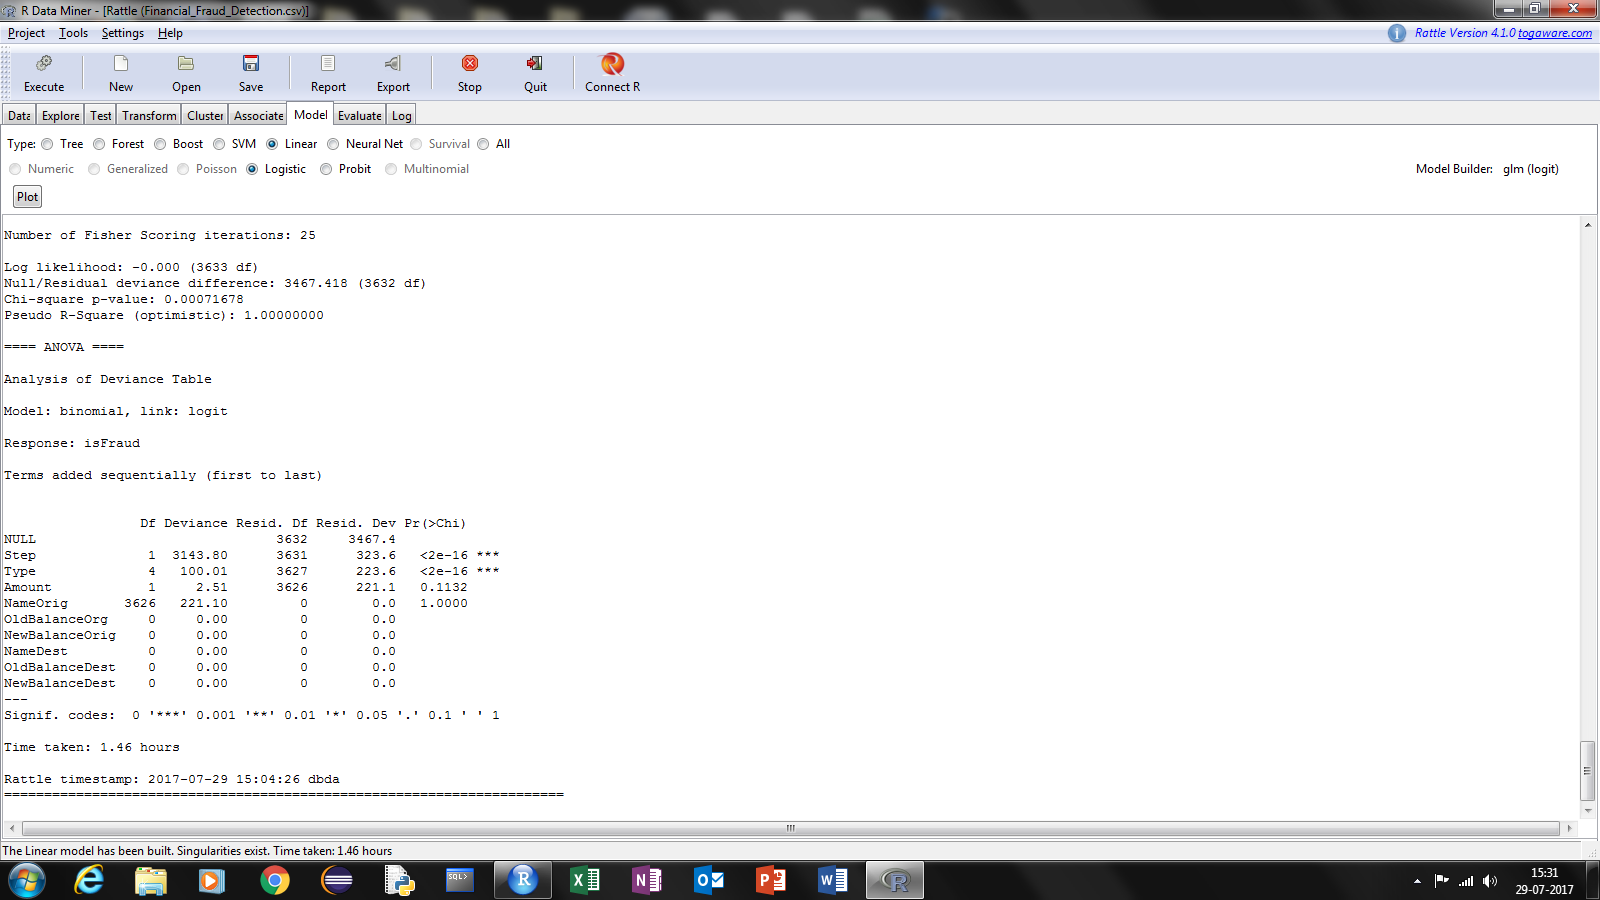 R Data Miner - [Rattle (Financial_Fraud_Detection.csv)]
Project Tools Settings Help
Rattle Version 4.1.0 togaware.com
Execute New Open Save Report Export Stop Quit Connect R
Data Explore Test Transform Cluster Associate Model Evaluate Log
Type: Tree Forest Boost SVM Linear Neural Net Survival All
Numeric Generalized Poisson Logistic Probit Multinomial
Model Builder: glm (logit)
Plot
Number of Fisher Scoring iterations: 25
Log likelihood: -0.000 (3633 df)
Null/Residual deviance difference: 3467.418 (3632 df)
Chi-square p-value: 0.00071678
Pseudo R-Square (optimistic): 1.00000000
==== ANOVA ====
Analysis of Deviance Table
Model: binomial, link: logit
Response: isFraud
Terms added sequentially (first to last)
Df Deviance Resid. Df Resid. Dev Pr(>Chi)
NULL 3632 3467.4
Step 1 3143.80 3631 323.6 <2e-16 ***
Type 4 100.01 3627 223.6 <2e-16 ***
Amount 1 2.51 3626 221.1 0.1132
NameOrig 3626 221.10 0 0.0 1.0000
OldBalanceOrg 0 0.00 0 0.0
NewBalanceOrig 0 0.00 0 0.0
NameDest 0 0.00 0 0.0
OldBalanceDest 0 0.00 0 0.0
NewBalanceDest 0 0.00 0 0.0
---
Signif. codes: 0 '***' 0.001 '**' 0.01 '*' 0.05 '.' 0.1 ' ' 1
Time taken: 1.46 hours
Rattle timestamp: 2017-07-29 15:04:26 dbda
======================================================================
The Linear model has been built. Singularities exist. Time taken: 1.46 hours
SQL>
15:31
29-07-2017